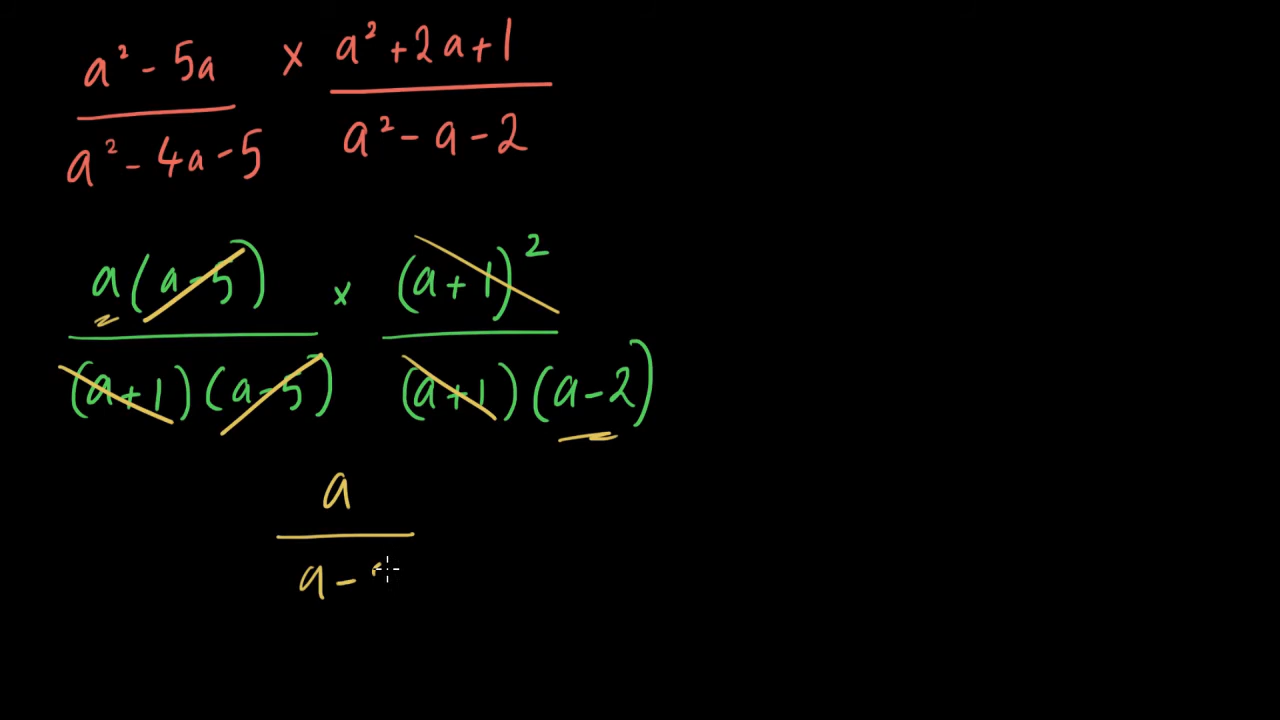 a² - 5a × a² + 2a + 1
a² - 4a - 5 a² - a - 2
a(a - 5) × (a + 1)²
(a + 1)(a - 5) (a + 1)(a - 2)
a
a -